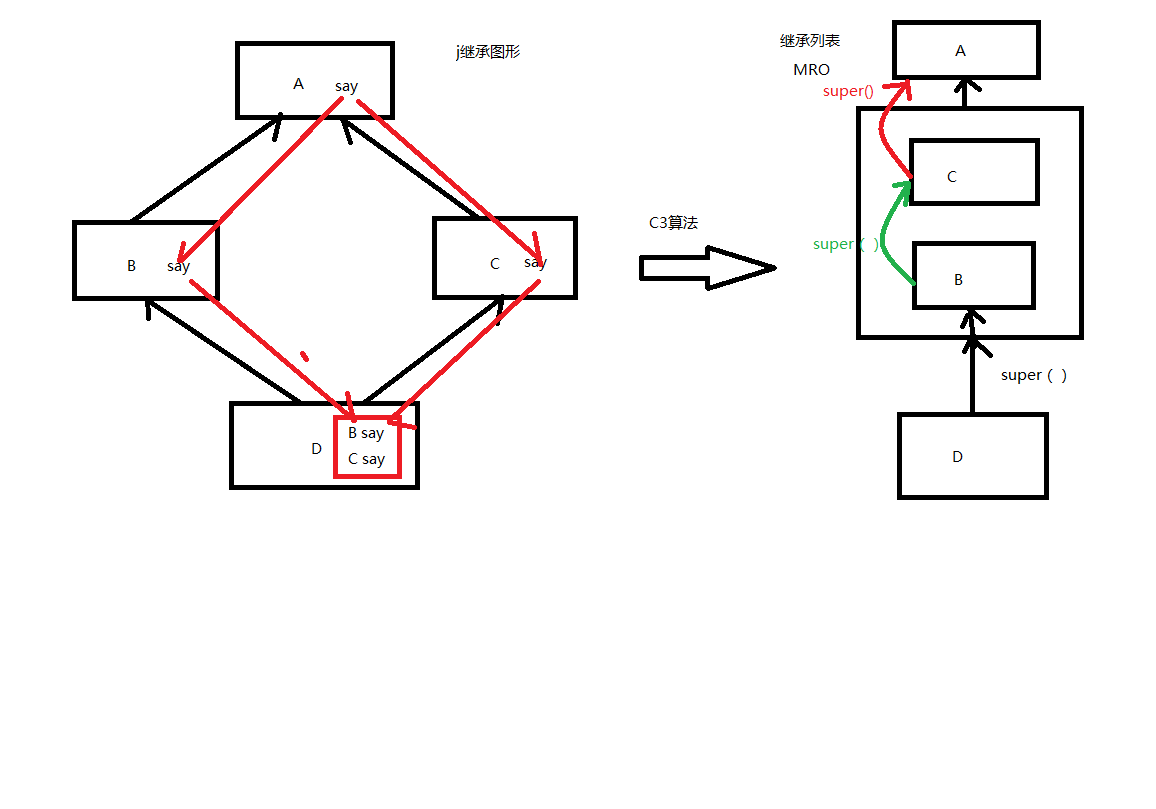 j继承图形
A say
B say
C say
D
B say
C say
C3算法
继承列表
MRO
super()
A
C
super ( )
B
super ( )
D